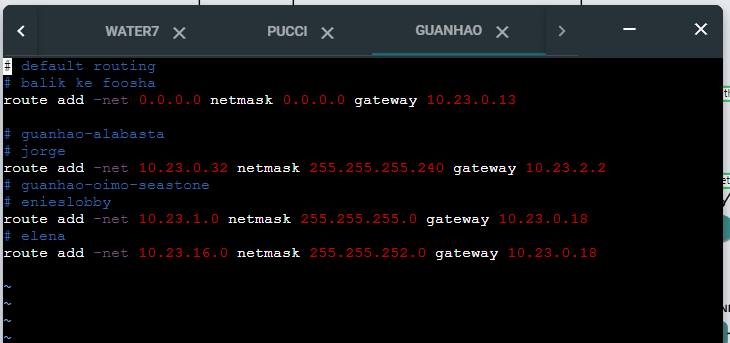 WATER7
PUCCI
GUANHAO
# default routing
# balik ke foosha
route add -net 0.0.0.0 netmask 0.0.0.0 gateway 10.23.0.13
# guanhao-alabasta
# jorge
route add -net 10.23.0.32 netmask 255.255.255.240 gateway 10.23.2.2
# guanhao-oimo-seastone
# enieslobby
route add -net 10.23.1.0 netmask 255.255.255.0 gateway 10.23.0.18
# elena
route add -net 10.23.16.0 netmask 255.255.252.0 gateway 10.23.0.18
~
~
~
~